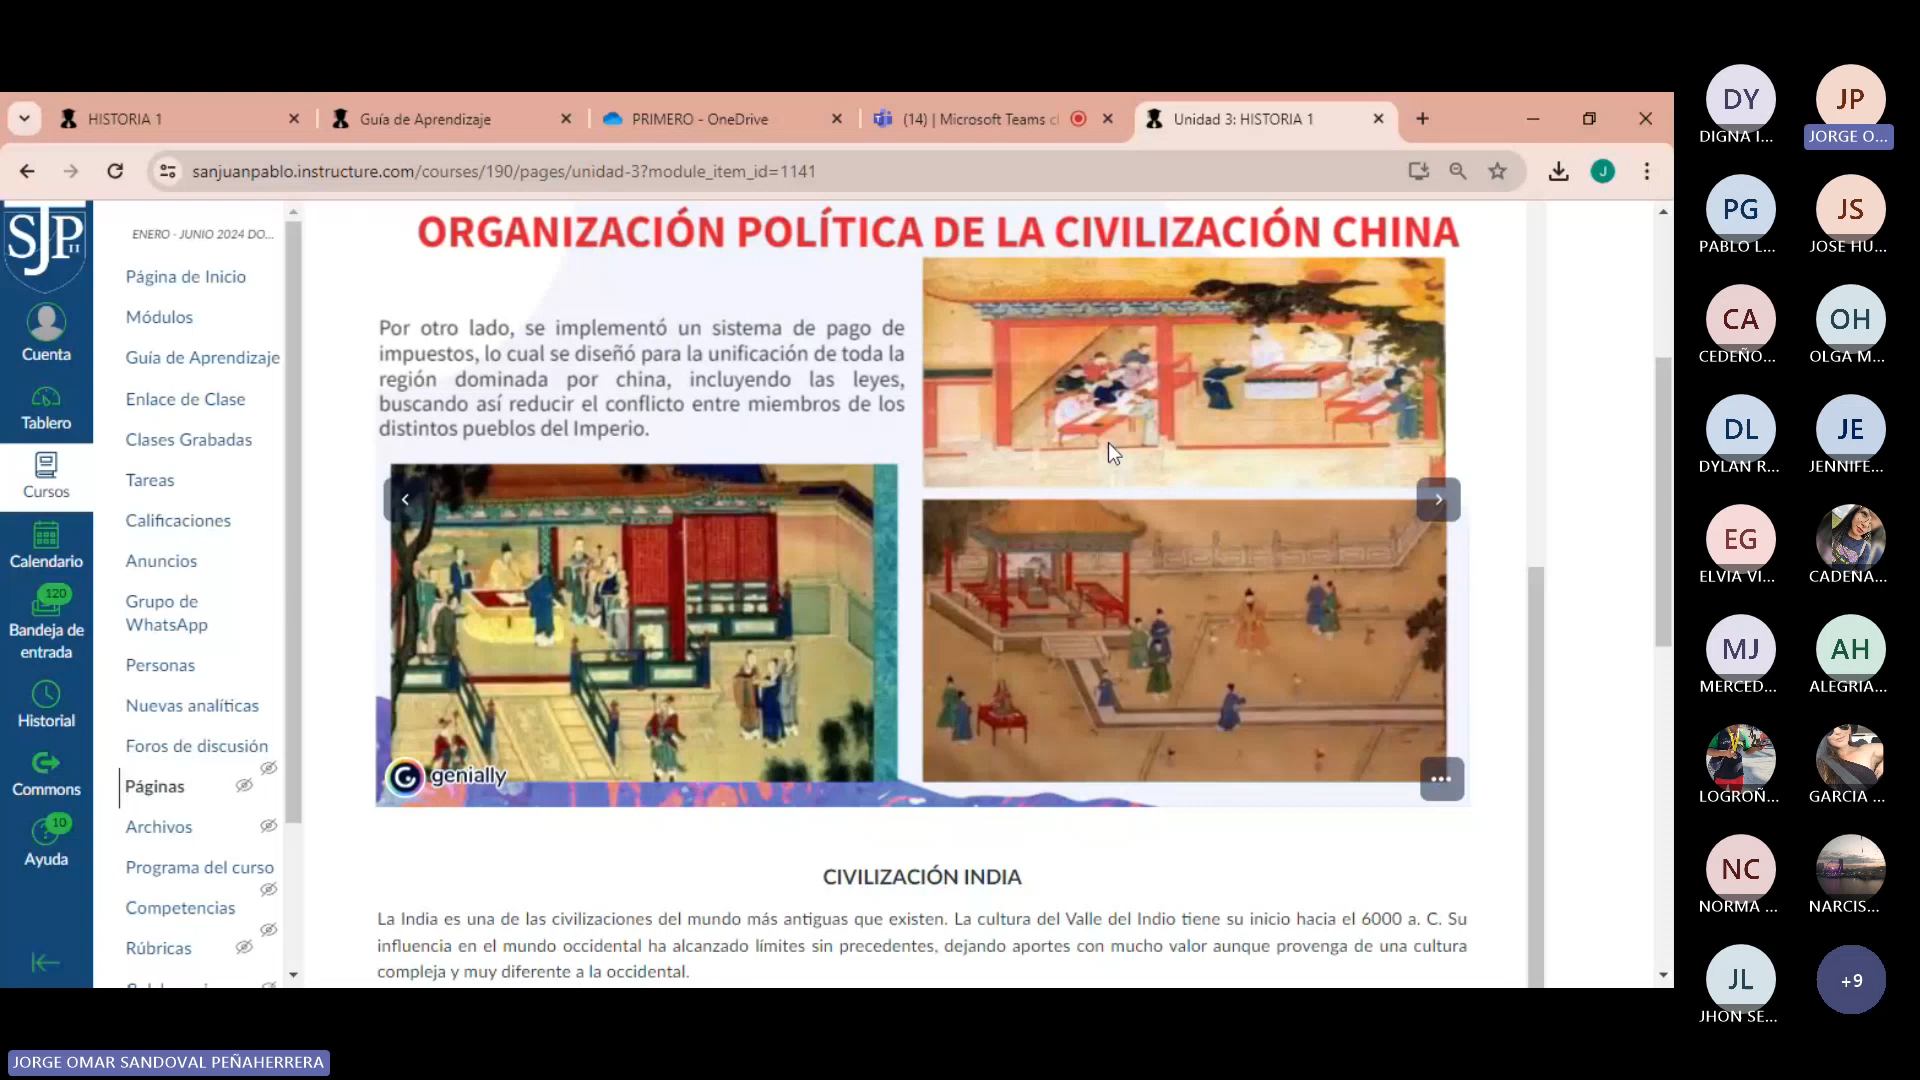 HISTORIA 1
Guía de Aprendizaje
PRIMERO - OneDrive
(14) | Microsoft Teams c
Unidad 3: HISTORIA 1
sanjuanpablo.instructure.com/courses/190/pages/unidad-3?module_item_id=1141
J
SJP
II
Cuenta
Tablero
Cursos
Calendario
120
Bandeja de
entrada
Historial
Commons
10
Ayuda
ENERO - JUNIO 2024 DO...
Página de Inicio
Módulos
Guía de Aprendizaje
Enlace de Clase
Clases Grabadas
Tareas
Calificaciones
Anuncios
Grupo de
WhatsApp
Personas
Nuevas analíticas
Foros de discusión
Páginas
Archivos
Programa del curso
Competencias
Rúbricas
ORGANIZACIÓN POLÍTICA DE LA CIVILIZACIÓN CHINA
Por otro lado, se implementó un sistema de pago de
impuestos, lo cual se diseñó para la unificación de toda la
región dominada por china, incluyendo las leyes,
buscando así reducir el conflicto entre miembros de los
distintos pueblos del Imperio.
genially
CIVILIZACIÓN INDIA
La India es una de las civilizaciones del mundo más antiguas que existen. La cultura del Valle del Indio tiene su inicio hacia el 6000 a. C. Su
influencia en el mundo occidental ha alcanzado límites sin precedentes, dejando aportes con mucho valor aunque provenga de una cultura
compleja y muy diferente a la occidental.
DY
DIGNA I...
JP
JORGE O...
PG
PABLO L...
JS
JOSE HU...
CA
CEDEÑO...
OH
OLGA M...
DL
DYLAN R...
JE
JENNIFE...
EG
ELVIA VI...
CADENA...
MJ
MERCED...
AH
ALEGRIA...
LOGROÑ...
GARCIA ...
NC
NORMA ...
NARCIS...
JL
JHON SE...
+9
JORGE OMAR SANDOVAL PEÑAHERRERA